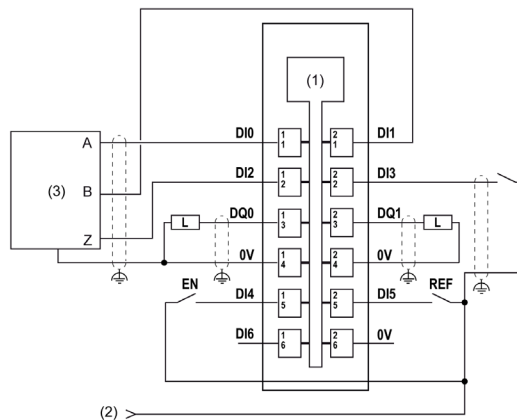 (1)
A DI0 1 1 2 1 DI1
(3) B DI2 1 2 2 2 DI3
Z DQ0 1 3 2 3 DQ1
L L
0V 1 4 2 4 0V
EN DI4 1 5 2 5 DI5 REF
DI6 1 6 2 6 0V
(2)